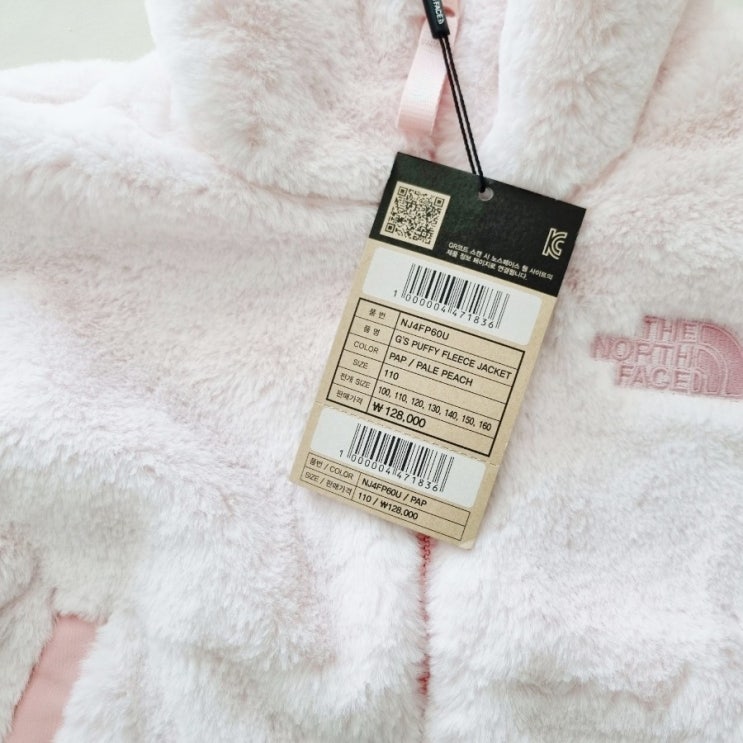 FACE
QR코드 스캔 시 노스페이스 웹 사이트의
제품 정보 페이지로 연결됩니다.
KC
1 000004 471836
품 번 NJ4FP60U
품 명 G'S PUFFY FLEECE JACKET
COLOR PAP / PALE PEACH
SIZE 110
전개 SIZE 100, 110, 120, 130, 140, 150, 160
판매가격 ₩128,000
1 000004 471836
품번 / COLOR NJ4FP60U / PAP
SIZE / 판매가격 110 / ₩128,000
THE
NORTH
FACE